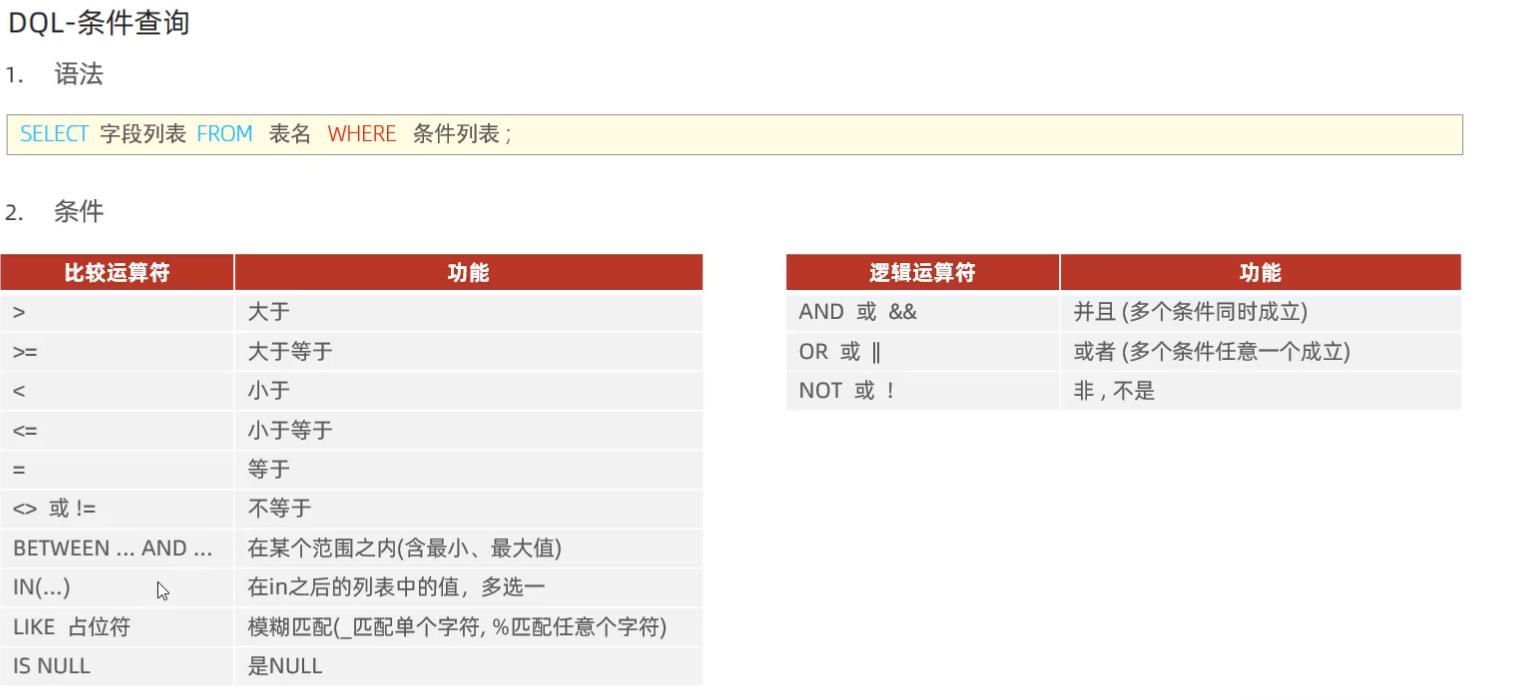 DQL-条件查询
1. 语法
SELECT 字段列表 FROM 表名 WHERE 条件列表 ;
2. 条件
比较运算符 功能
> 大于
>= 大于等于
< 小于
<= 小于等于
= 等于
<> 或 != 不等于
BETWEEN ... AND ... 在某个范围之内(含最小、最大值)
IN(...) 在in之后的列表中的值，多选一
LIKE 占位符 模糊匹配(_匹配单个字符, %匹配任意个字符)
IS NULL 是NULL
逻辑运算符 功能
AND 或 && 并且 (多个条件同时成立)
OR 或 || 或者 (多个条件任意一个成立)
NOT 或 ! 非 , 不是